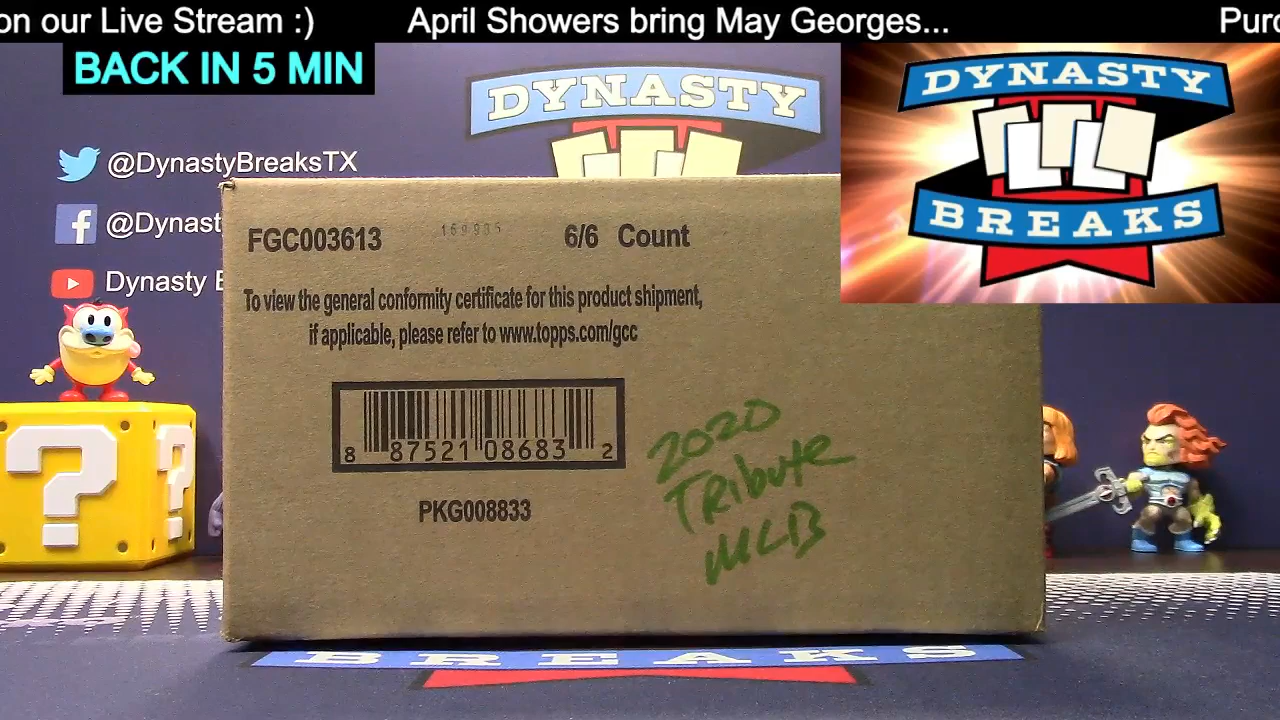 on our Live Stream :) April Showers bring May Georges... Purc
BACK IN 5 MIN
DYNASTY
BREAKS
DYNASTY
@DynastyBreaksTX
@Dynast
Dynasty B
FGC003613 169935 6/6 Count
To view the general conformity certificate for this product shipment,
if applicable, please refer to www.topps.com/gcc
8 87521 08683 2
PKG008833
2020
Tribute
MLB
? ?
BREAKS